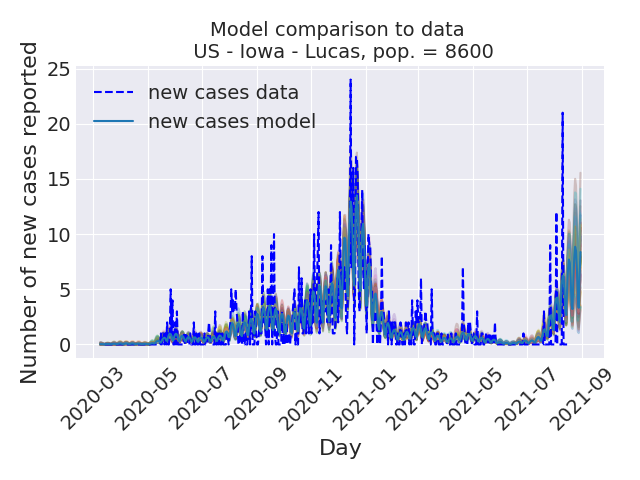 Model comparison to data
US - Iowa - Lucas, pop. = 8600
Number of new cases reported
25
20
15
10
5
0
new cases data
new cases model
2020-03
2020-05
2020-07
2020-09
2020-11
2021-01
2021-03
2021-05
2021-07
2021-09
Day